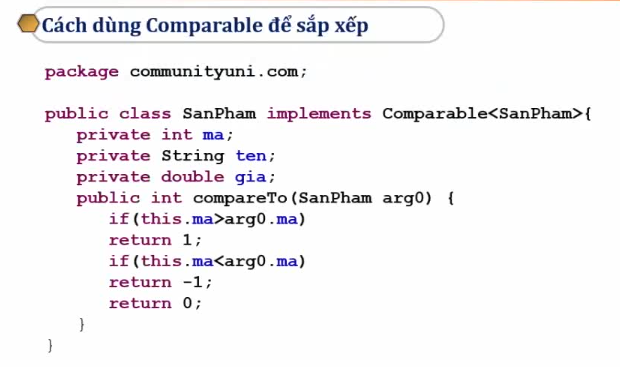 Cách dùng Comparable để sắp xếp
package communityuni.com;
public class SanPham implements Comparable<SanPham>{
private int ma;
private String ten;
private double gia;
public int compareTo(SanPham arg0) {
if(this.ma>arg0.ma)
return 1;
if(this.ma<arg0.ma)
return -1;
return 0;
}
}